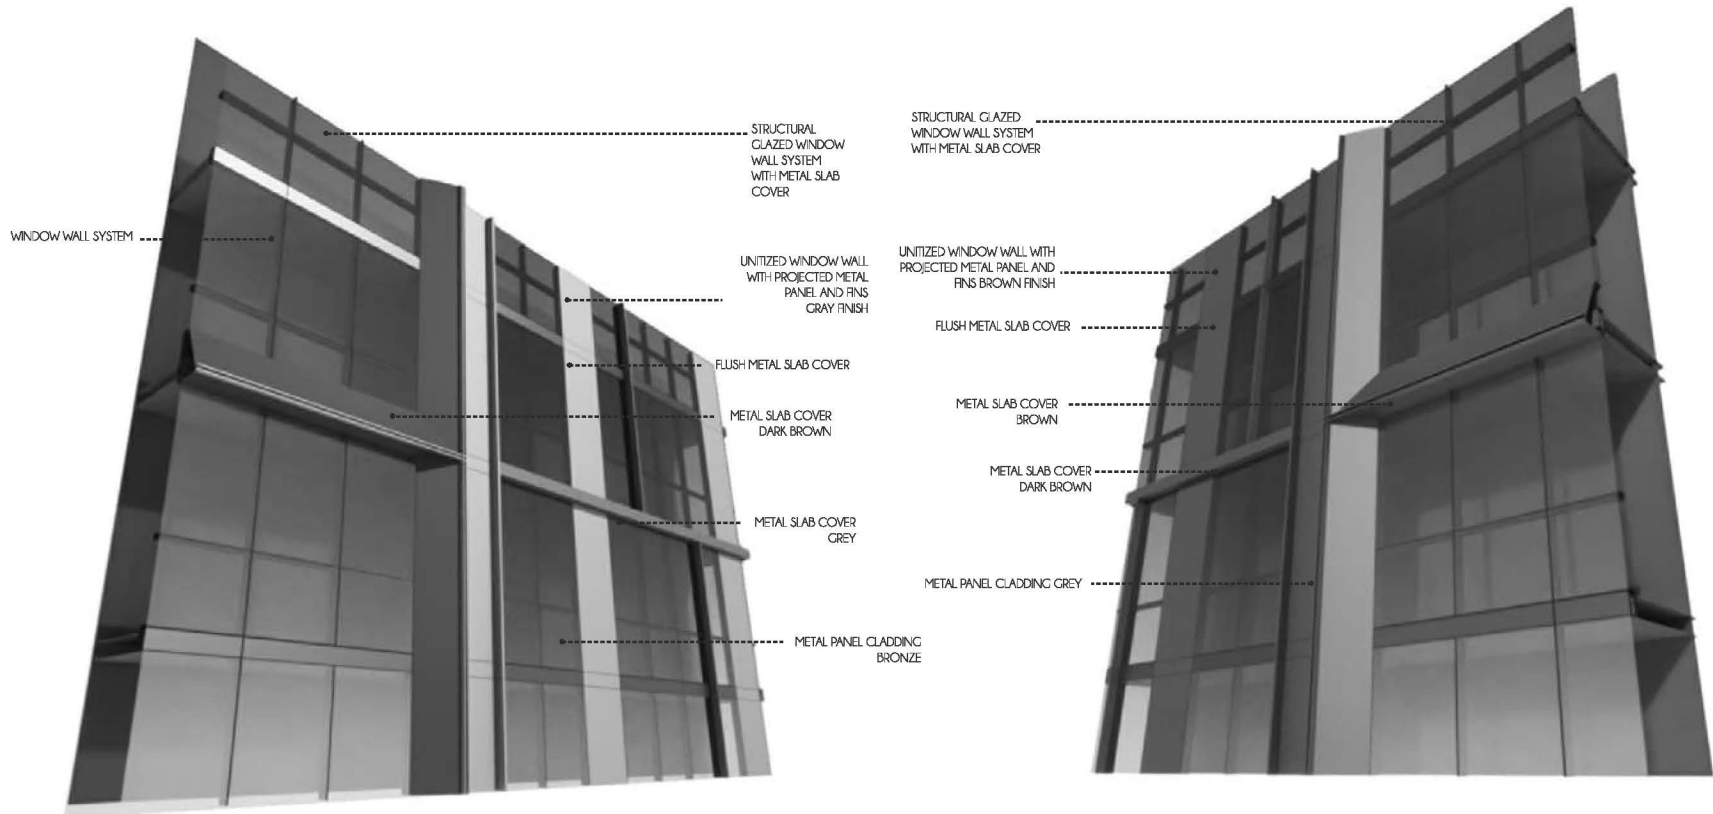 STRUCTURAL
GLAZED WINDOW
WALL SYSTEM
WITH METAL SLAB
COVER
WINDOW WALL SYSTEM
UNITIZED WINDOW WALL
WITH PROJECTED METAL
PANEL AND FINS
GRAY FINISH
FLUSH METAL SLAB COVER
METAL SLAB COVER
DARK BROWN
METAL SLAB COVER
GREY
METAL PANEL CLADDING
BRONZE
STRUCTURAL GLAZED
WINDOW WALL SYSTEM
WITH METAL SLAB COVER
UNITIZED WINDOW WALL WITH
PROJECTED METAL PANEL AND
FINS BROWN FINISH
FLUSH METAL SLAB COVER
METAL SLAB COVER
BROWN
METAL SLAB COVER
DARK BROWN
METAL PANEL CLADDING GREY